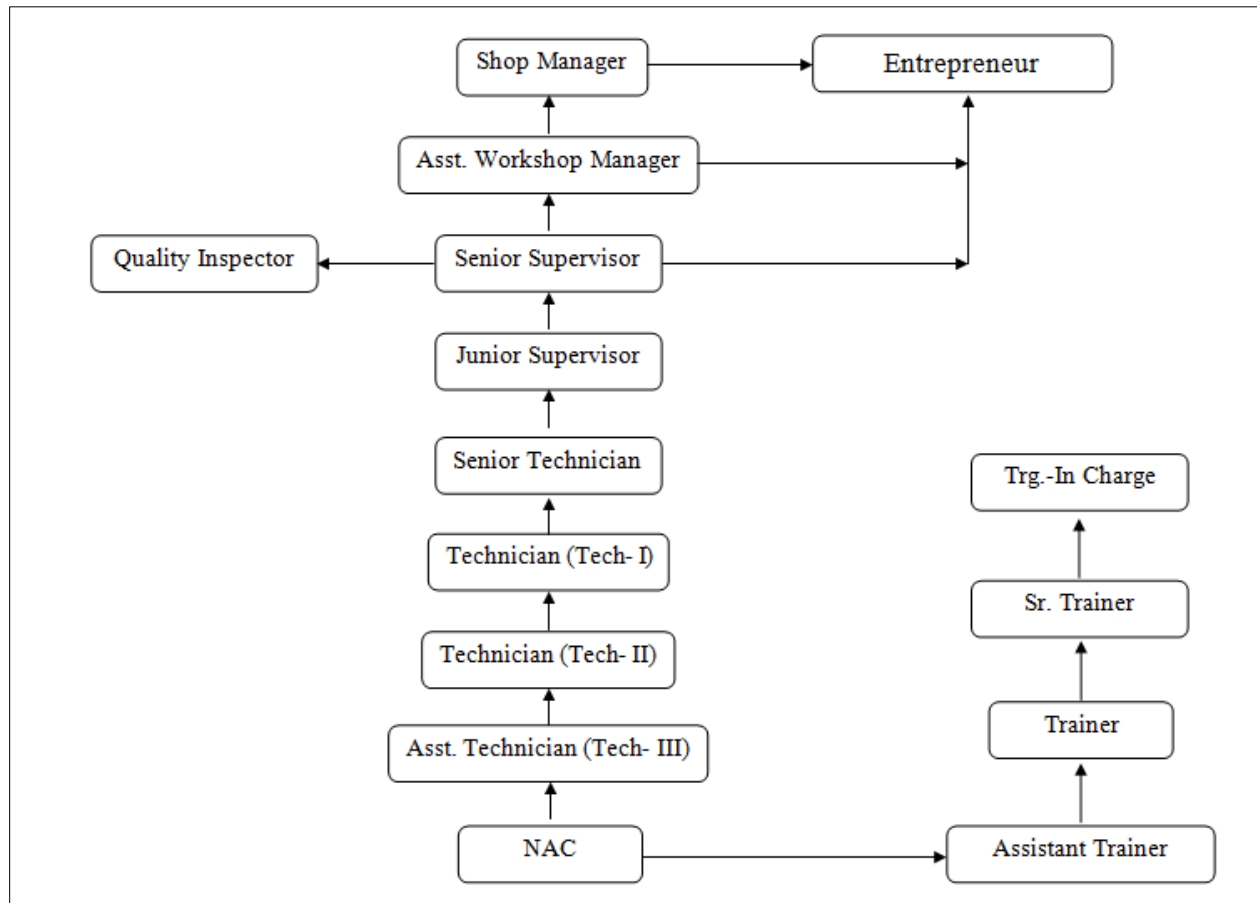 Shop Manager
Entrepreneur
Asst. Workshop Manager
Quality Inspector
Senior Supervisor
Junior Supervisor
Senior Technician
Trg.-In Charge
Technician (Tech- I)
Sr. Trainer
Technician (Tech- II)
Trainer
Asst. Technician (Tech- III)
NAC
Assistant Trainer